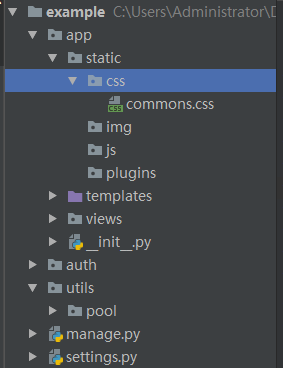 example C:\Users\Administrator\D
app
static
css
commons.css
img
js
plugins
templates
views
__init__.py
auth
utils
pool
manage.py
settings.py